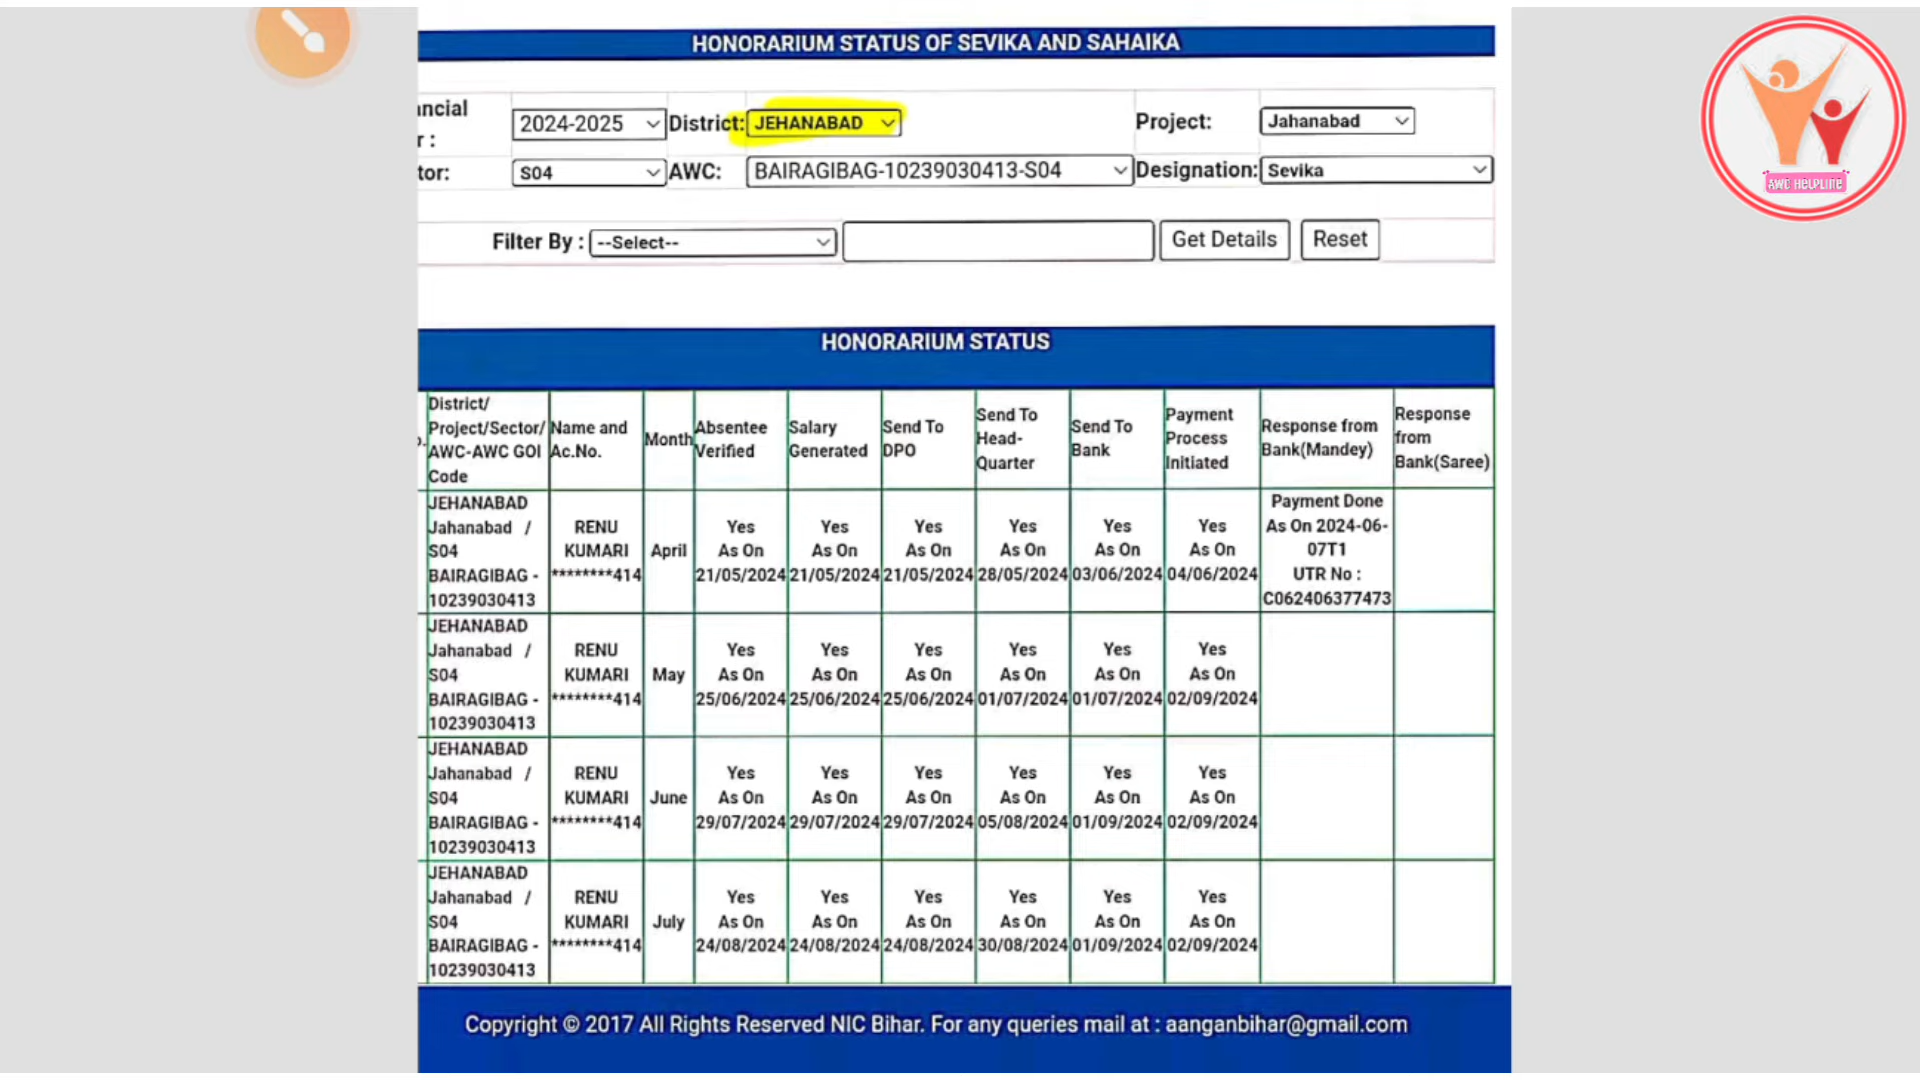 HONORARIUM STATUS OF SEVIKA AND SAHAIKA
ncial
r :
2024-2025
District:
JEHANABAD
Project:
Jahanabad
tor:
S04
AWC:
BAIRAGIBAG-10239030413-S04
Designation:
Sevika
Filter By :
--Select--
Get Details
Reset
AWC HELPLINE
HONORARIUM STATUS
District/
Project/Sector/
AWC-AWC GOI
Code
Name and
Ac.No.
Month
Absentee
Verified
Salary
Generated
Send To
DPO
Send To
Head-
Quarter
Send To
Bank
Payment
Process
Initiated
Response from
Bank(Mandey)
Response
from
Bank(Saree)
JEHANABAD
Jahanabad /
S04
BAIRAGIBAG -
10239030413
RENU
KUMARI
********414
April
Yes
As On
21/05/2024
Yes
As On
21/05/2024
Yes
As On
21/05/2024
Yes
As On
28/05/2024
Yes
As On
03/06/2024
Yes
As On
04/06/2024
Payment Done
As On 2024-06-
07T1
UTR No :
C062406377473
JEHANABAD
Jahanabad /
S04
BAIRAGIBAG -
10239030413
RENU
KUMARI
********414
May
Yes
As On
25/06/2024
Yes
As On
25/06/2024
Yes
As On
25/06/2024
Yes
As On
01/07/2024
Yes
As On
01/07/2024
Yes
As On
02/09/2024
JEHANABAD
Jahanabad /
S04
BAIRAGIBAG -
10239030413
RENU
KUMARI
********414
June
Yes
As On
29/07/2024
Yes
As On
29/07/2024
Yes
As On
29/07/2024
Yes
As On
05/08/2024
Yes
As On
01/09/2024
Yes
As On
02/09/2024
JEHANABAD
Jahanabad /
S04
BAIRAGIBAG -
10239030413
RENU
KUMARI
********414
July
Yes
As On
24/08/2024
Yes
As On
24/08/2024
Yes
As On
24/08/2024
Yes
As On
30/08/2024
Yes
As On
01/09/2024
Yes
As On
02/09/2024
Copyright © 2017 All Rights Reserved NIC Bihar. For any queries mail at : aanganbihar@gmail.com